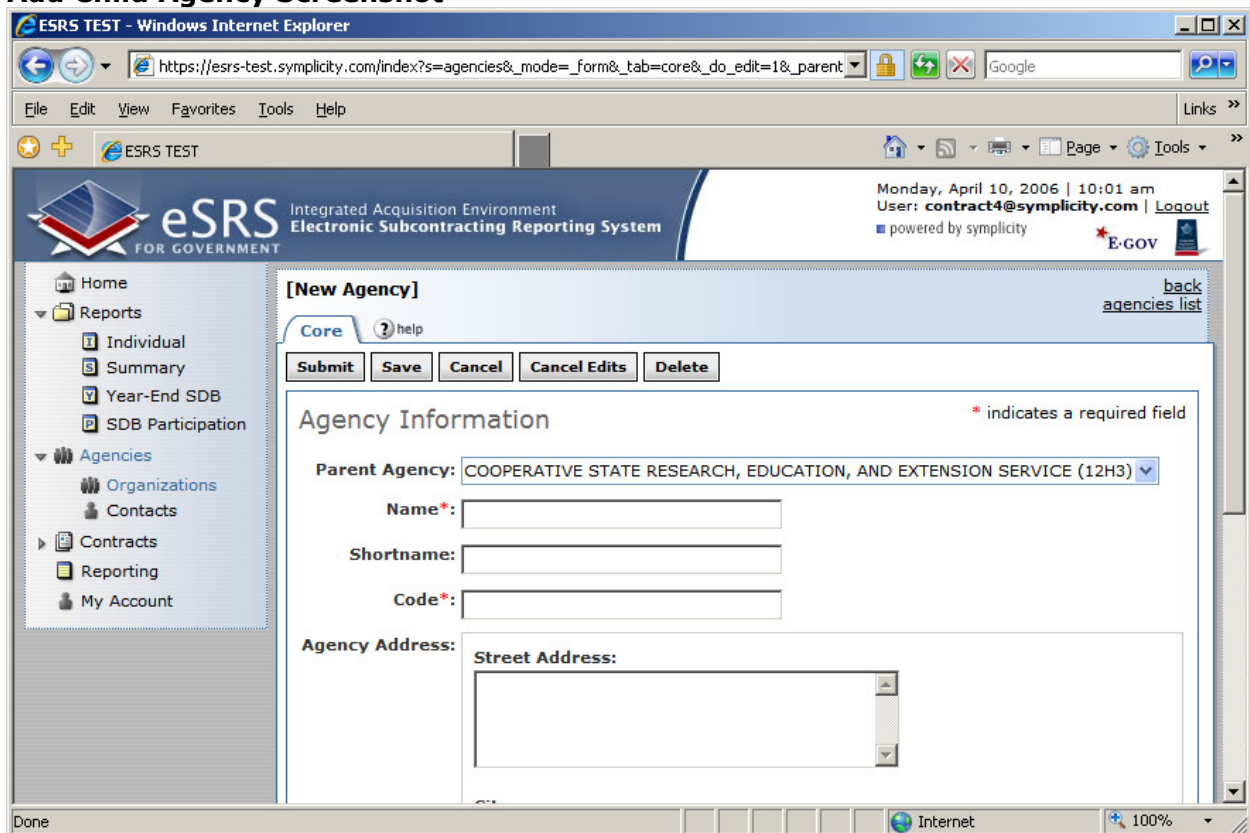 Add Child Agency Screenshot
ESRS TEST - Windows Internet Explorer
https://esrs-test.symplicity.com/index?s=agencies&_mode=_form&_tab=core&_do_edit=1&_parent
Google
File Edit View Favorites Tools Help
Links »
ESRS TEST
Page Tools »
eSRS
FOR GOVERNMENT
Integrated Acquisition Environment
Electronic Subcontracting Reporting System
Monday, April 10, 2006 | 10:01 am
User: contract4@symplicity.com | Logout
powered by symplicity
E-GOV
Home
Reports
I Individual
S Summary
Y Year-End SDB
P SDB Participation
Agencies
Organizations
Contacts
Contracts
Reporting
My Account
[New Agency]
back
agencies list
Core ? help
Submit Save Cancel Cancel Edits Delete
Agency Information
* indicates a required field
Parent Agency: COOPERATIVE STATE RESEARCH, EDUCATION, AND EXTENSION SERVICE (12H3)
Name*:
Shortname:
Code*:
Agency Address:
Street Address:
Done
Internet
100%